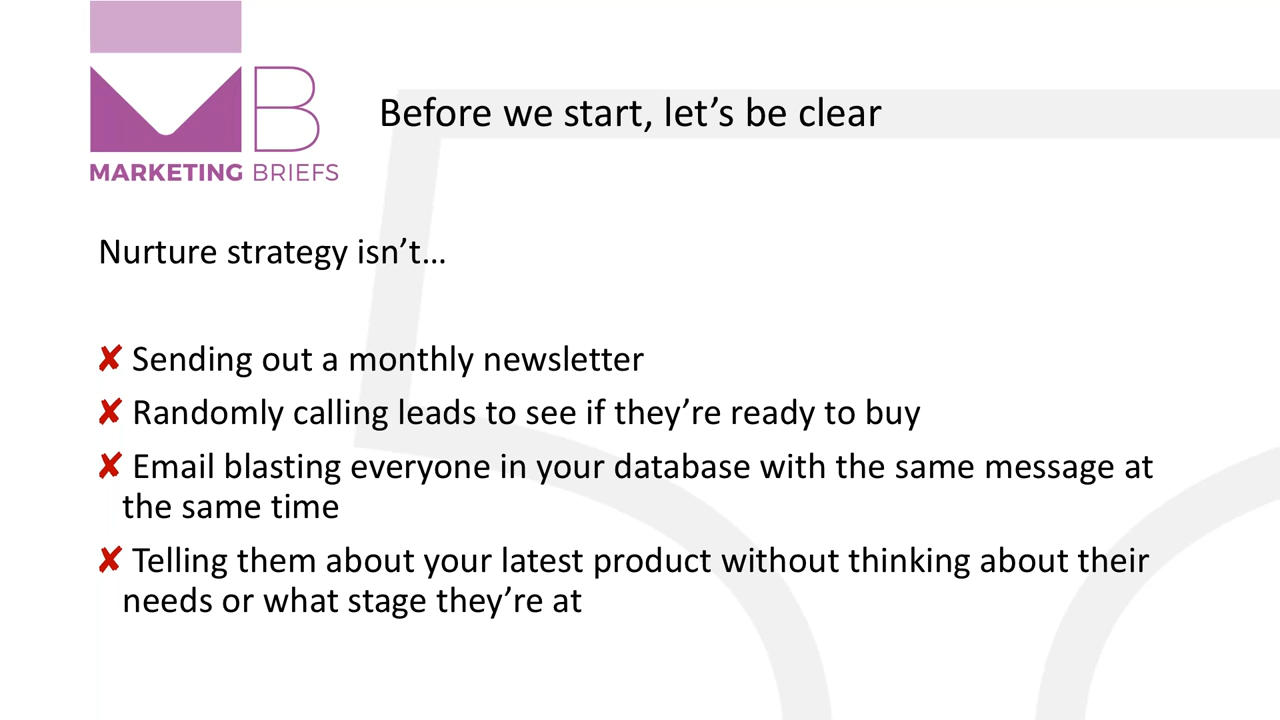 B
MARKETING BRIEFS
Before we start, let’s be clear
Nurture strategy isn’t…
✘ Sending out a monthly newsletter
✘ Randomly calling leads to see if they’re ready to buy
✘ Email blasting everyone in your database with the same message at
the same time
✘ Telling them about your latest product without thinking about their
needs or what stage they’re at